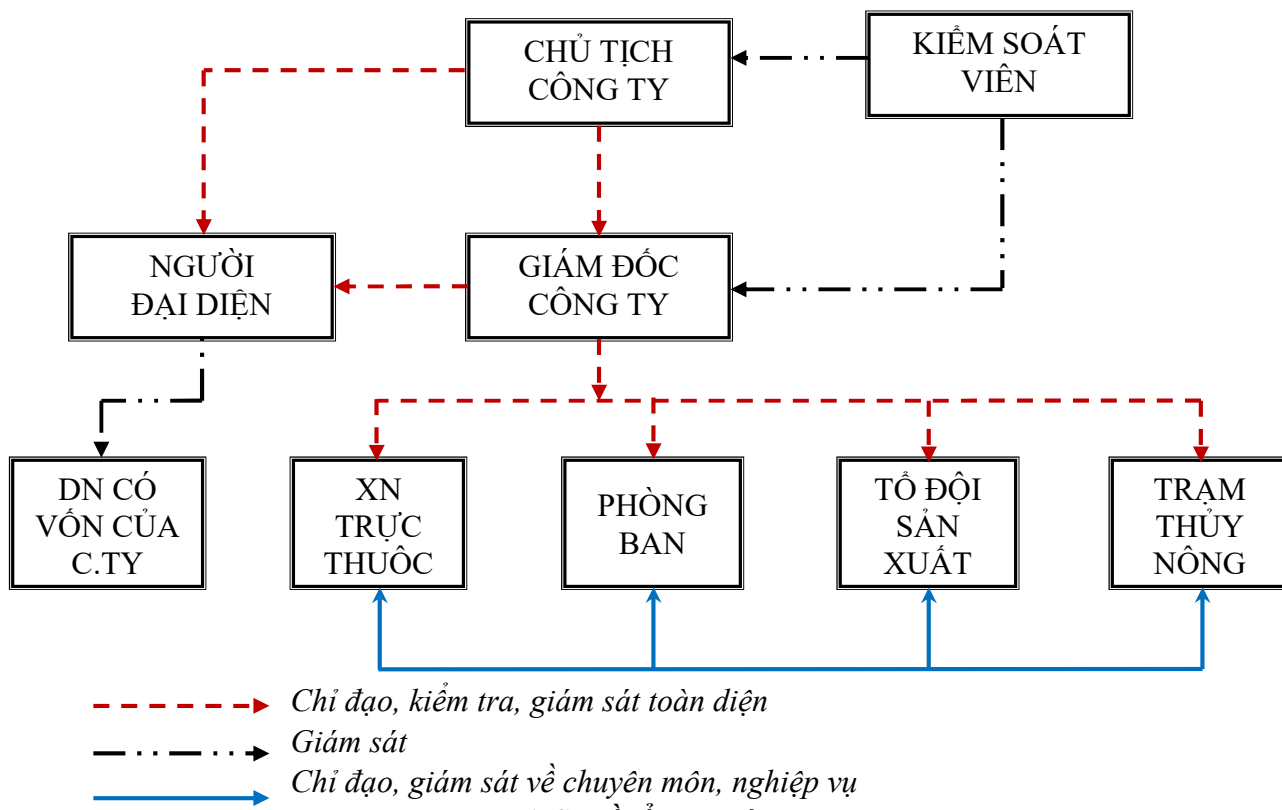 CHỦ TỊCH
CÔNG TY
KIỂM SOÁT
VIÊN
NGƯỜI
ĐẠI DIỆN
GIÁM ĐỐC
CÔNG TY
DN CÓ
VỐN CỦA
C.TY
XN
TRỰC
THUÔC
PHÒNG
BAN
TỔ ĐỘI
SẢN
XUẤT
TRẠM
THỦY
NÔNG
Chỉ đạo, kiểm tra, giám sát toàn diện
Giám sát
Chỉ đạo, giám sát về chuyên môn, nghiệp vụ